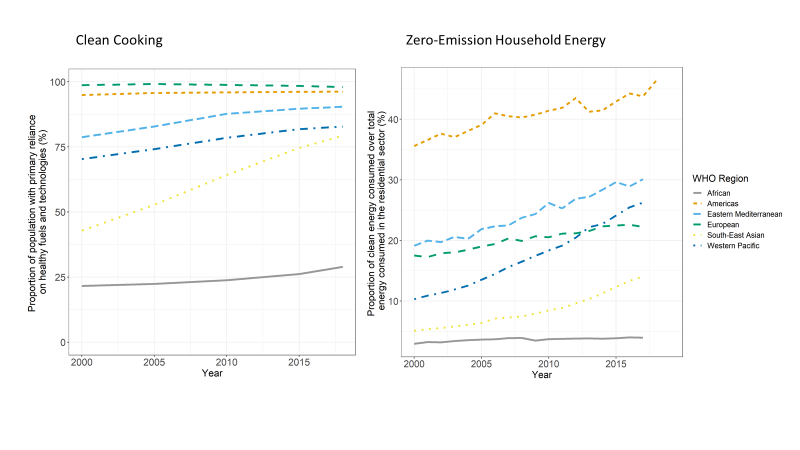 Clean Cooking
Zero-Emission Household Energy
Proportion of population with primary reliance
on healthy fuels and technologies (%)
100
75
50
25
0
2000 2005 2010 2015
Year
Proportion of clean energy consumed over total
energy consumed in the residential sector (%)
40
30
20
10
2000 2005 2010 2015
Year
WHO Region
African
Americas
Eastern Mediterranean
European
South-East Asian
Western Pacific